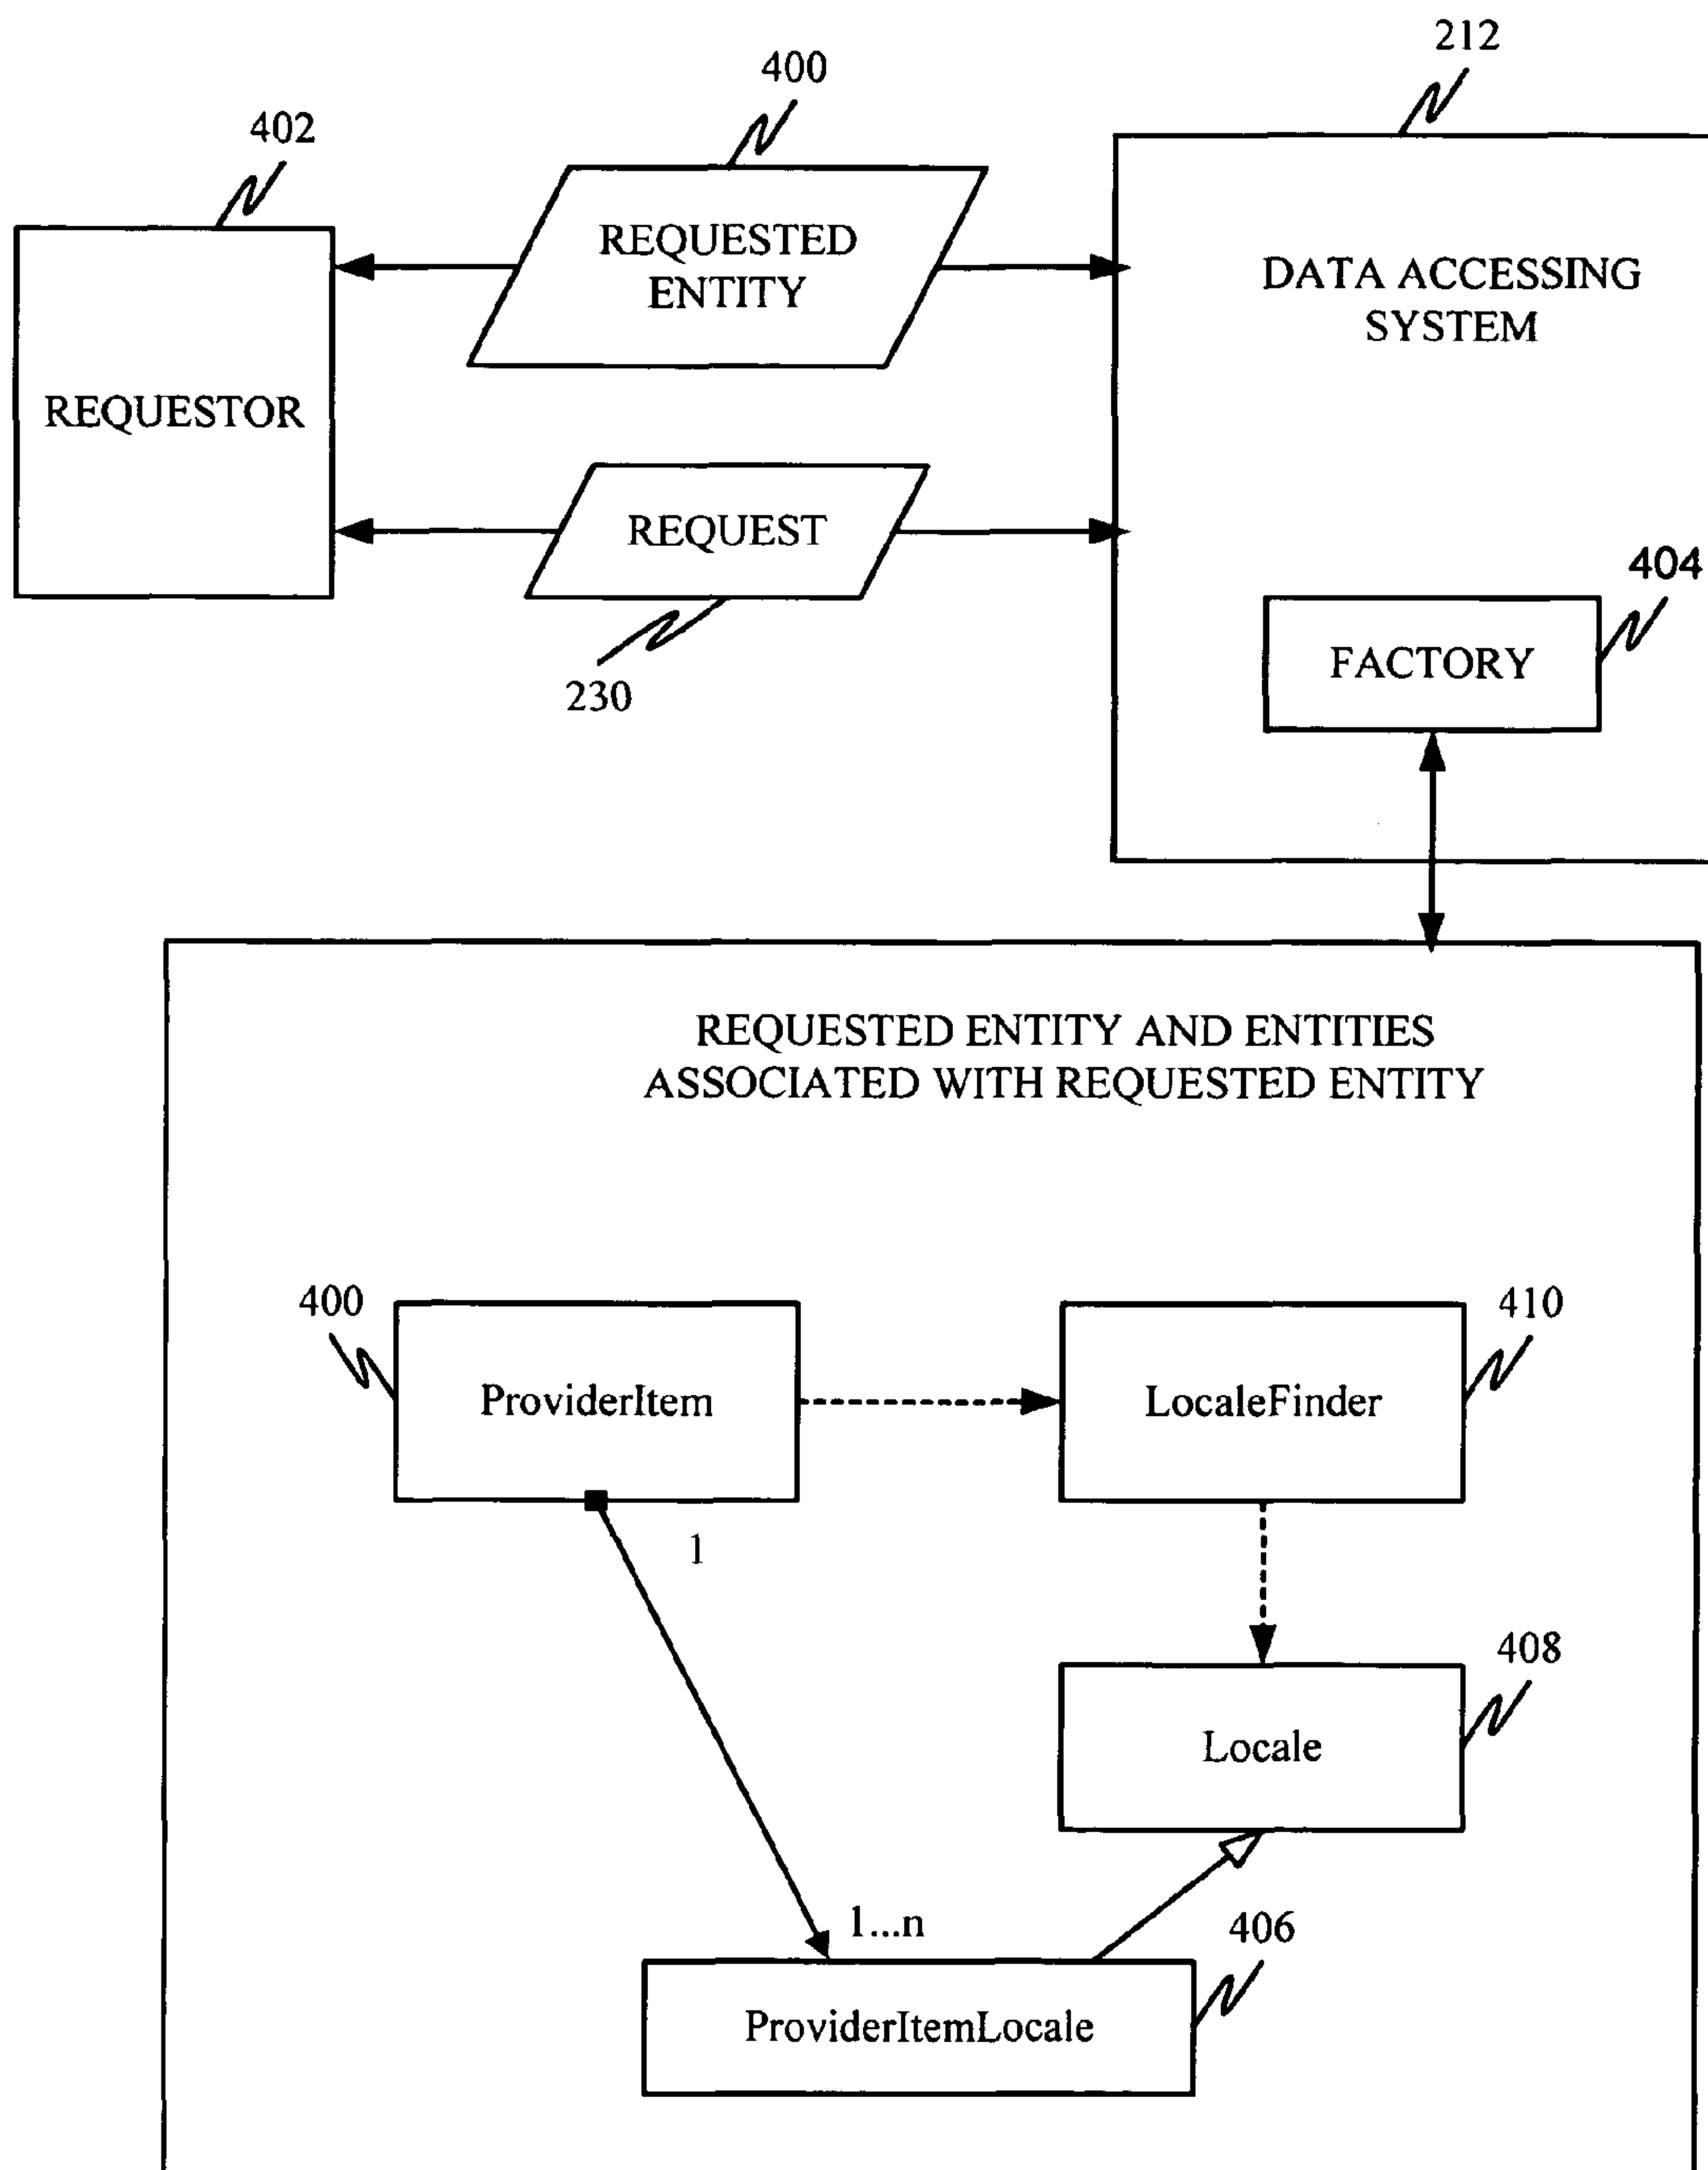 212
400
402
REQUESTED
ENTITY
DATA ACCESSING
SYSTEM
REQUESTOR
REQUEST
404
FACTORY
230
REQUESTED ENTITY AND ENTITIES
ASSOCIATED WITH REQUESTED ENTITY
400
410
ProviderItem
LocaleFinder
1
408
Locale
1...n
406
ProviderItemLocale